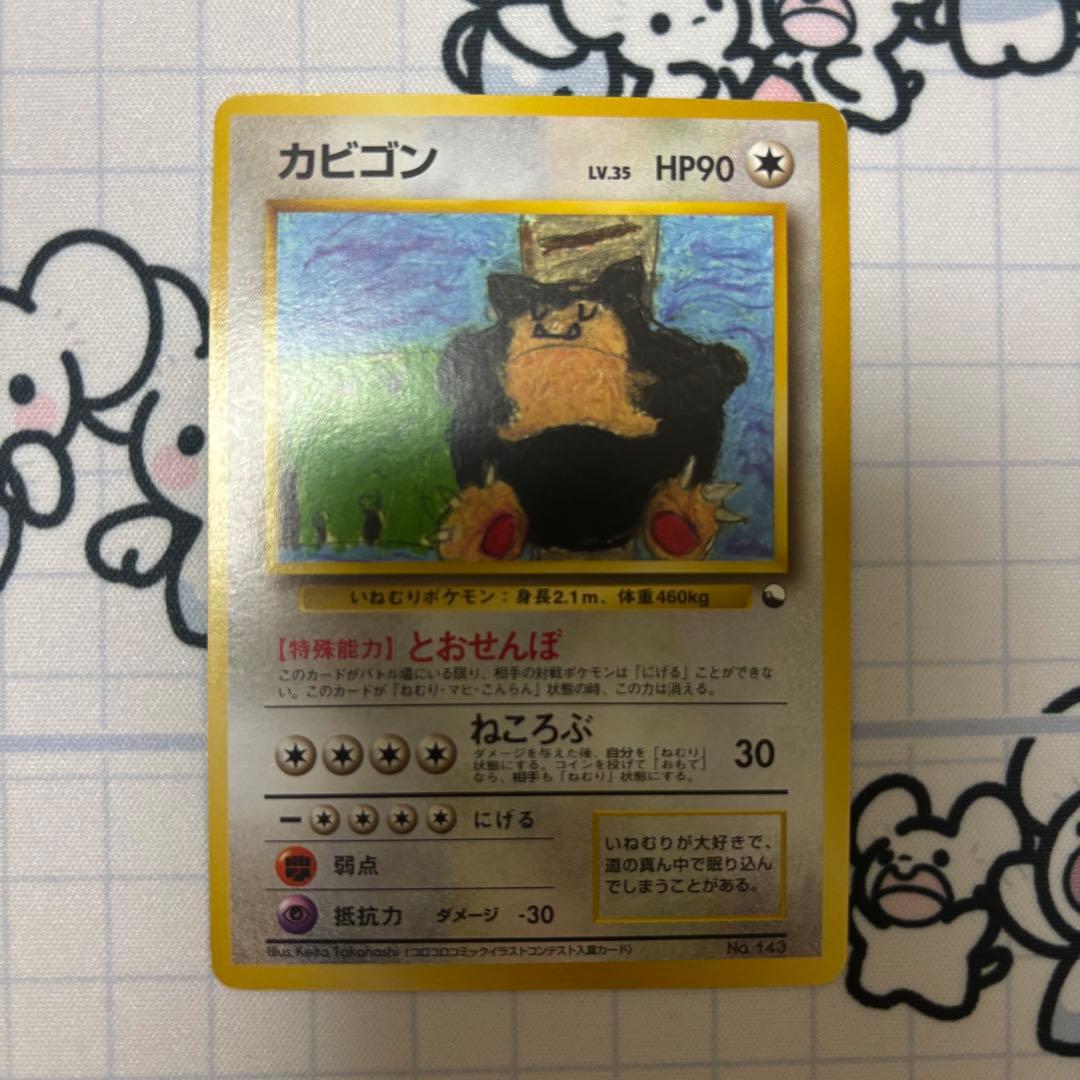 カビゴン LV.35 HP90
いねむりポケモン：身長2.1m、体重460kg
【特殊能力】とおせんぼ
このカードがバトル場にいる限り、相手の対戦ポケモンは「にげる」ことができな
い。このカードが「ねむり・マヒ・こんらん」状態の時、この力は消える。
ねころぶ
ダメージを与えた後、自分を「ねむり」
状態にする。コインを投げて「おもて」
なら、相手も「ねむり」状態にする。
30
ー にげる
弱点
抵抗力 ダメージ -30
いねむりが大好きで、
道の真ん中で眠り込ん
でしまうことがある。
Illus. Keita Takahashi（コロコロコミックイラストコンテスト入賞カード） No. 143